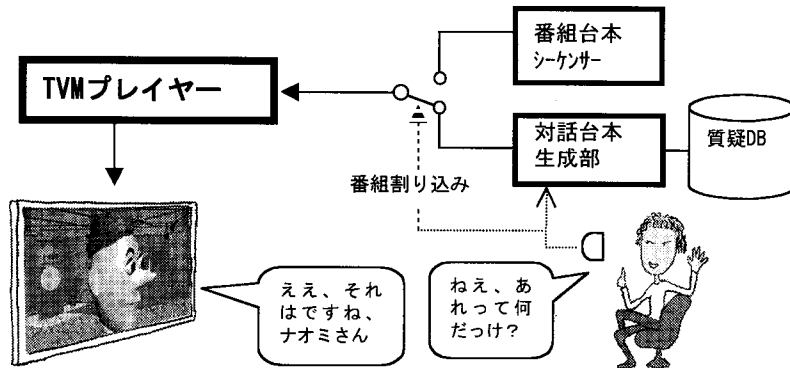 番組台本
シーケンサー
TVMプレイヤー
対話台本
生成部
質疑DB
番組割り込み
ええ、それ
はですね、
ナオミさん
ねえ、あ
れって何
だっけ?